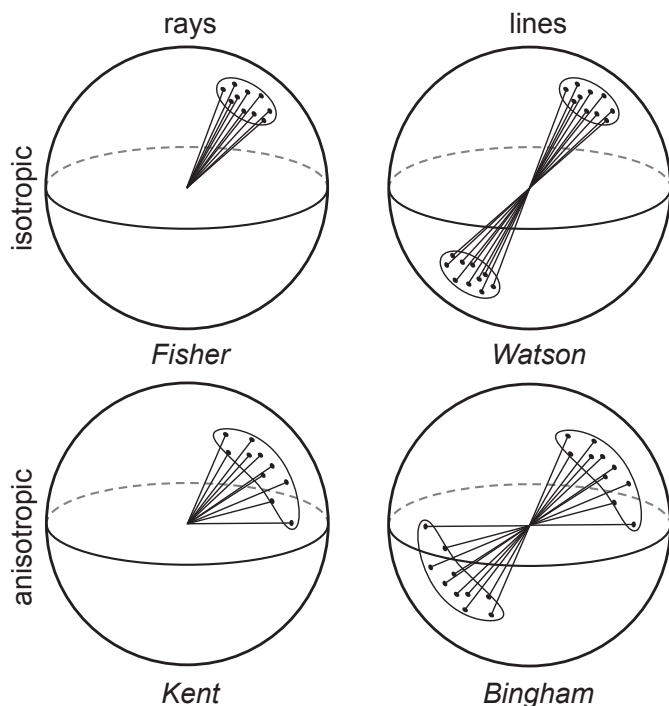 rays
lines
isotropic
Fisher
Watson
anisotropic
Kent
Bingham